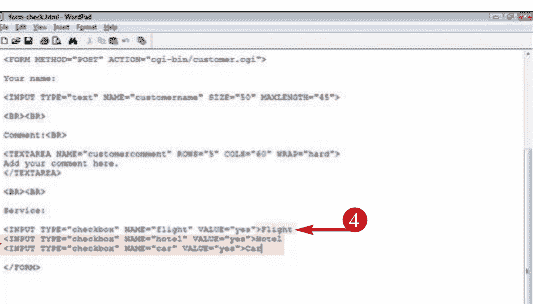 form-check.html - WordPad
File Edit View Insert Format Help
<FORM METHOD="POST" ACTION="cgi-bin/customer.cgi">
Your name:
<INPUT TYPE="text" NAME="customername" SIZE="50" MAXLENGTH="45">
<BR><BR>
Comment:<BR>
<TEXTAREA NAME="customercomment" ROWS="5" COLS="60" WRAP="hard">
Add your comment here.
</TEXTAREA>
<BR><BR>
Service:
<INPUT TYPE="checkbox" NAME="flight" VALUE="yes">Flight
4
<INPUT TYPE="checkbox" NAME="hotel" VALUE="yes">Hotel
<INPUT TYPE="checkbox" NAME="car" VALUE="yes">Car
</FORM>